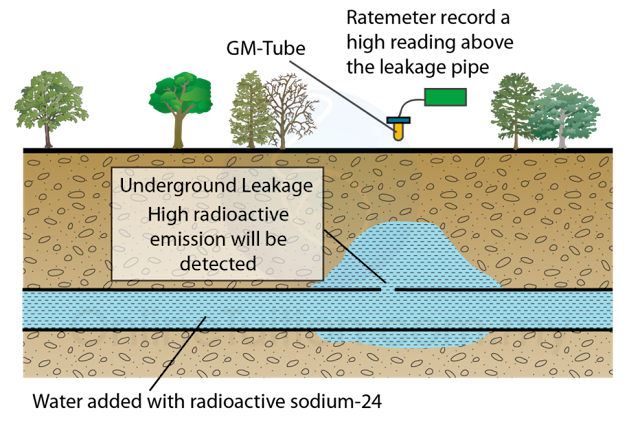 Ratemeter record a
high reading above
the leakage pipe
GM-Tube
Underground Leakage
High radioactive
emission will be
detected
Water added with radioactive sodium-24